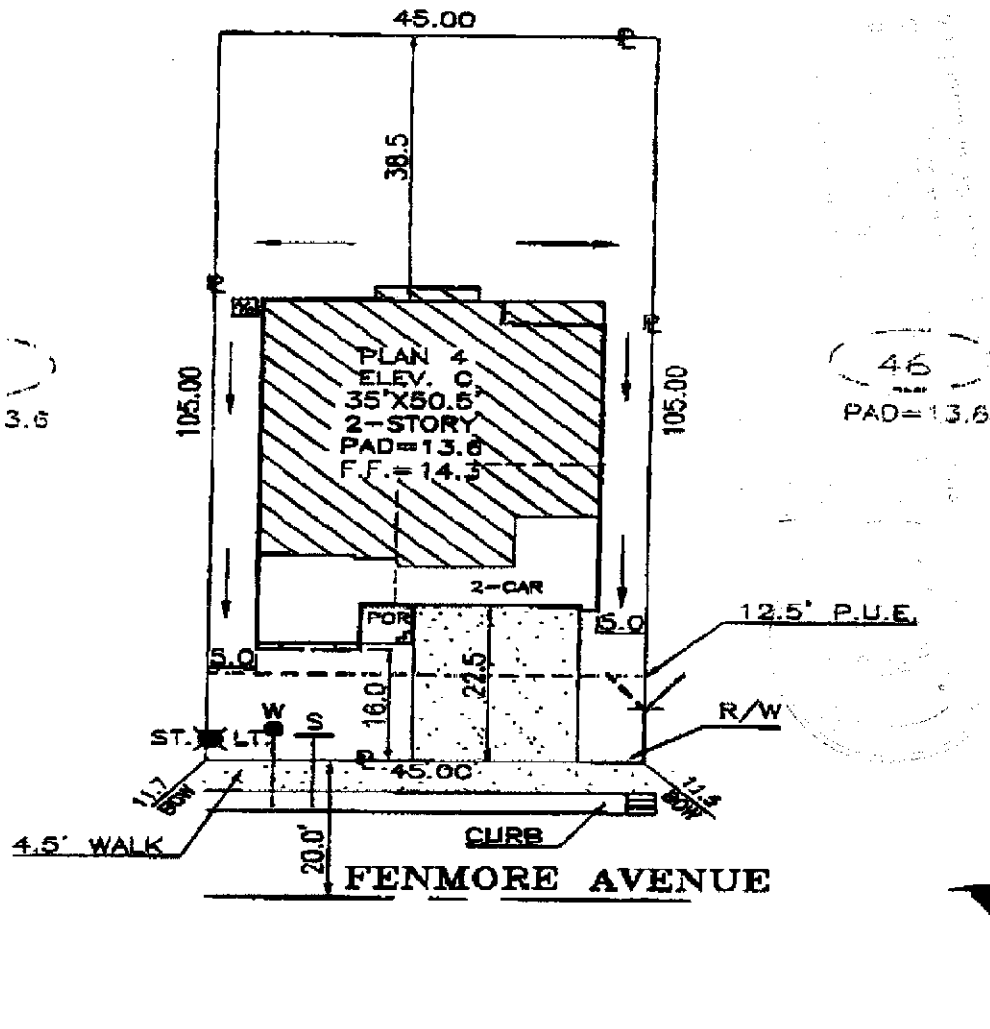 45.00
38.5
105.00
105.00
PLAN 4
ELEV. C
35'X50.5'
2-STORY
PAD=13.6
F.F.=14.3
3.6
46
PAD=13.6
2-CAR
POR
12.5' P.U.E.
5.0
5.0
16.0
22.5
R/W
W
S
ST. LT.
45.00
11.7
BOW
BOW
4.5' WALK
CURB
20.0'
FENMORE AVENUE